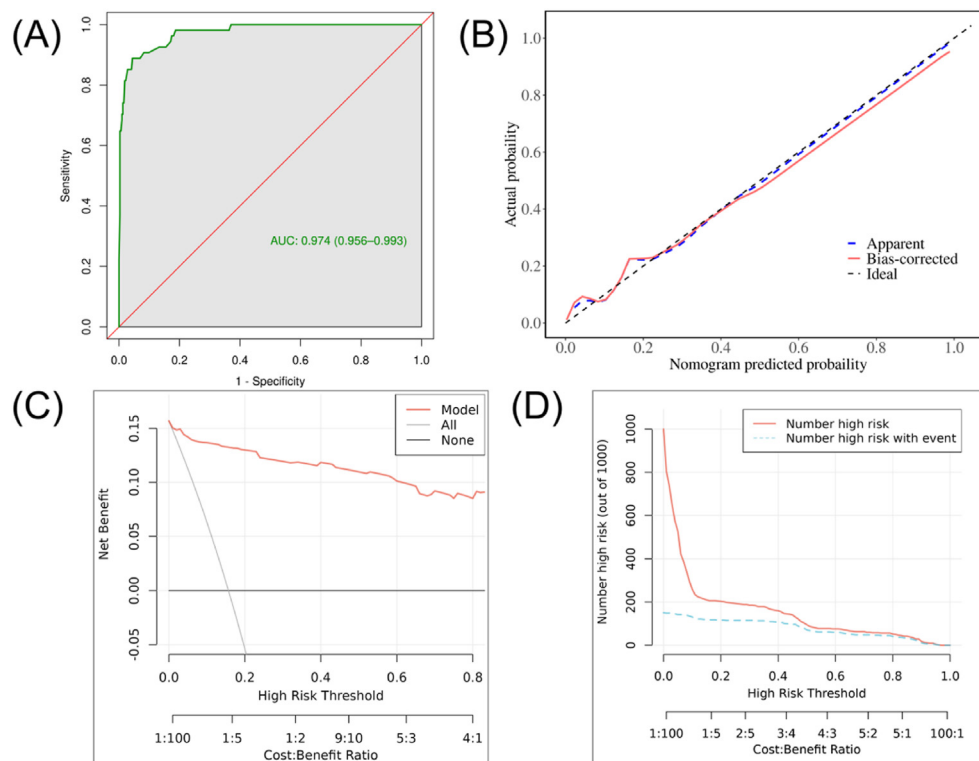 (A)
1.0
0.8
0.6
0.4
0.2
0.0
Sensitivity
AUC: 0.974 (0.956–0.993)
0.0 0.2 0.4 0.6 0.8 1.0
1 - Specificity
(B)
1.0
0.8
0.6
0.4
0.2
0.0
Actual probaility
Apparent
Bias-corrected
Ideal
0.0 0.2 0.4 0.6 0.8 1.0
Nomogram predicted probaility
(C)
Model
All
None
0.15
0.10
0.05
0.00
-0.05
Net Benefit
0.0 0.2 0.4 0.6 0.8
High Risk Threshold
1:100 1:5 1:2 9:10 5:3 4:1
Cost:Benefit Ratio
(D)
Number high risk
Number high risk with event
1000
800
600
400
200
0
Number high risk (out of 1000)
0.0 0.2 0.4 0.6 0.8 1.0
High Risk Threshold
1:100 1:5 2:5 3:4 4:3 5:2 5:1 100:1
Cost:Benefit Ratio